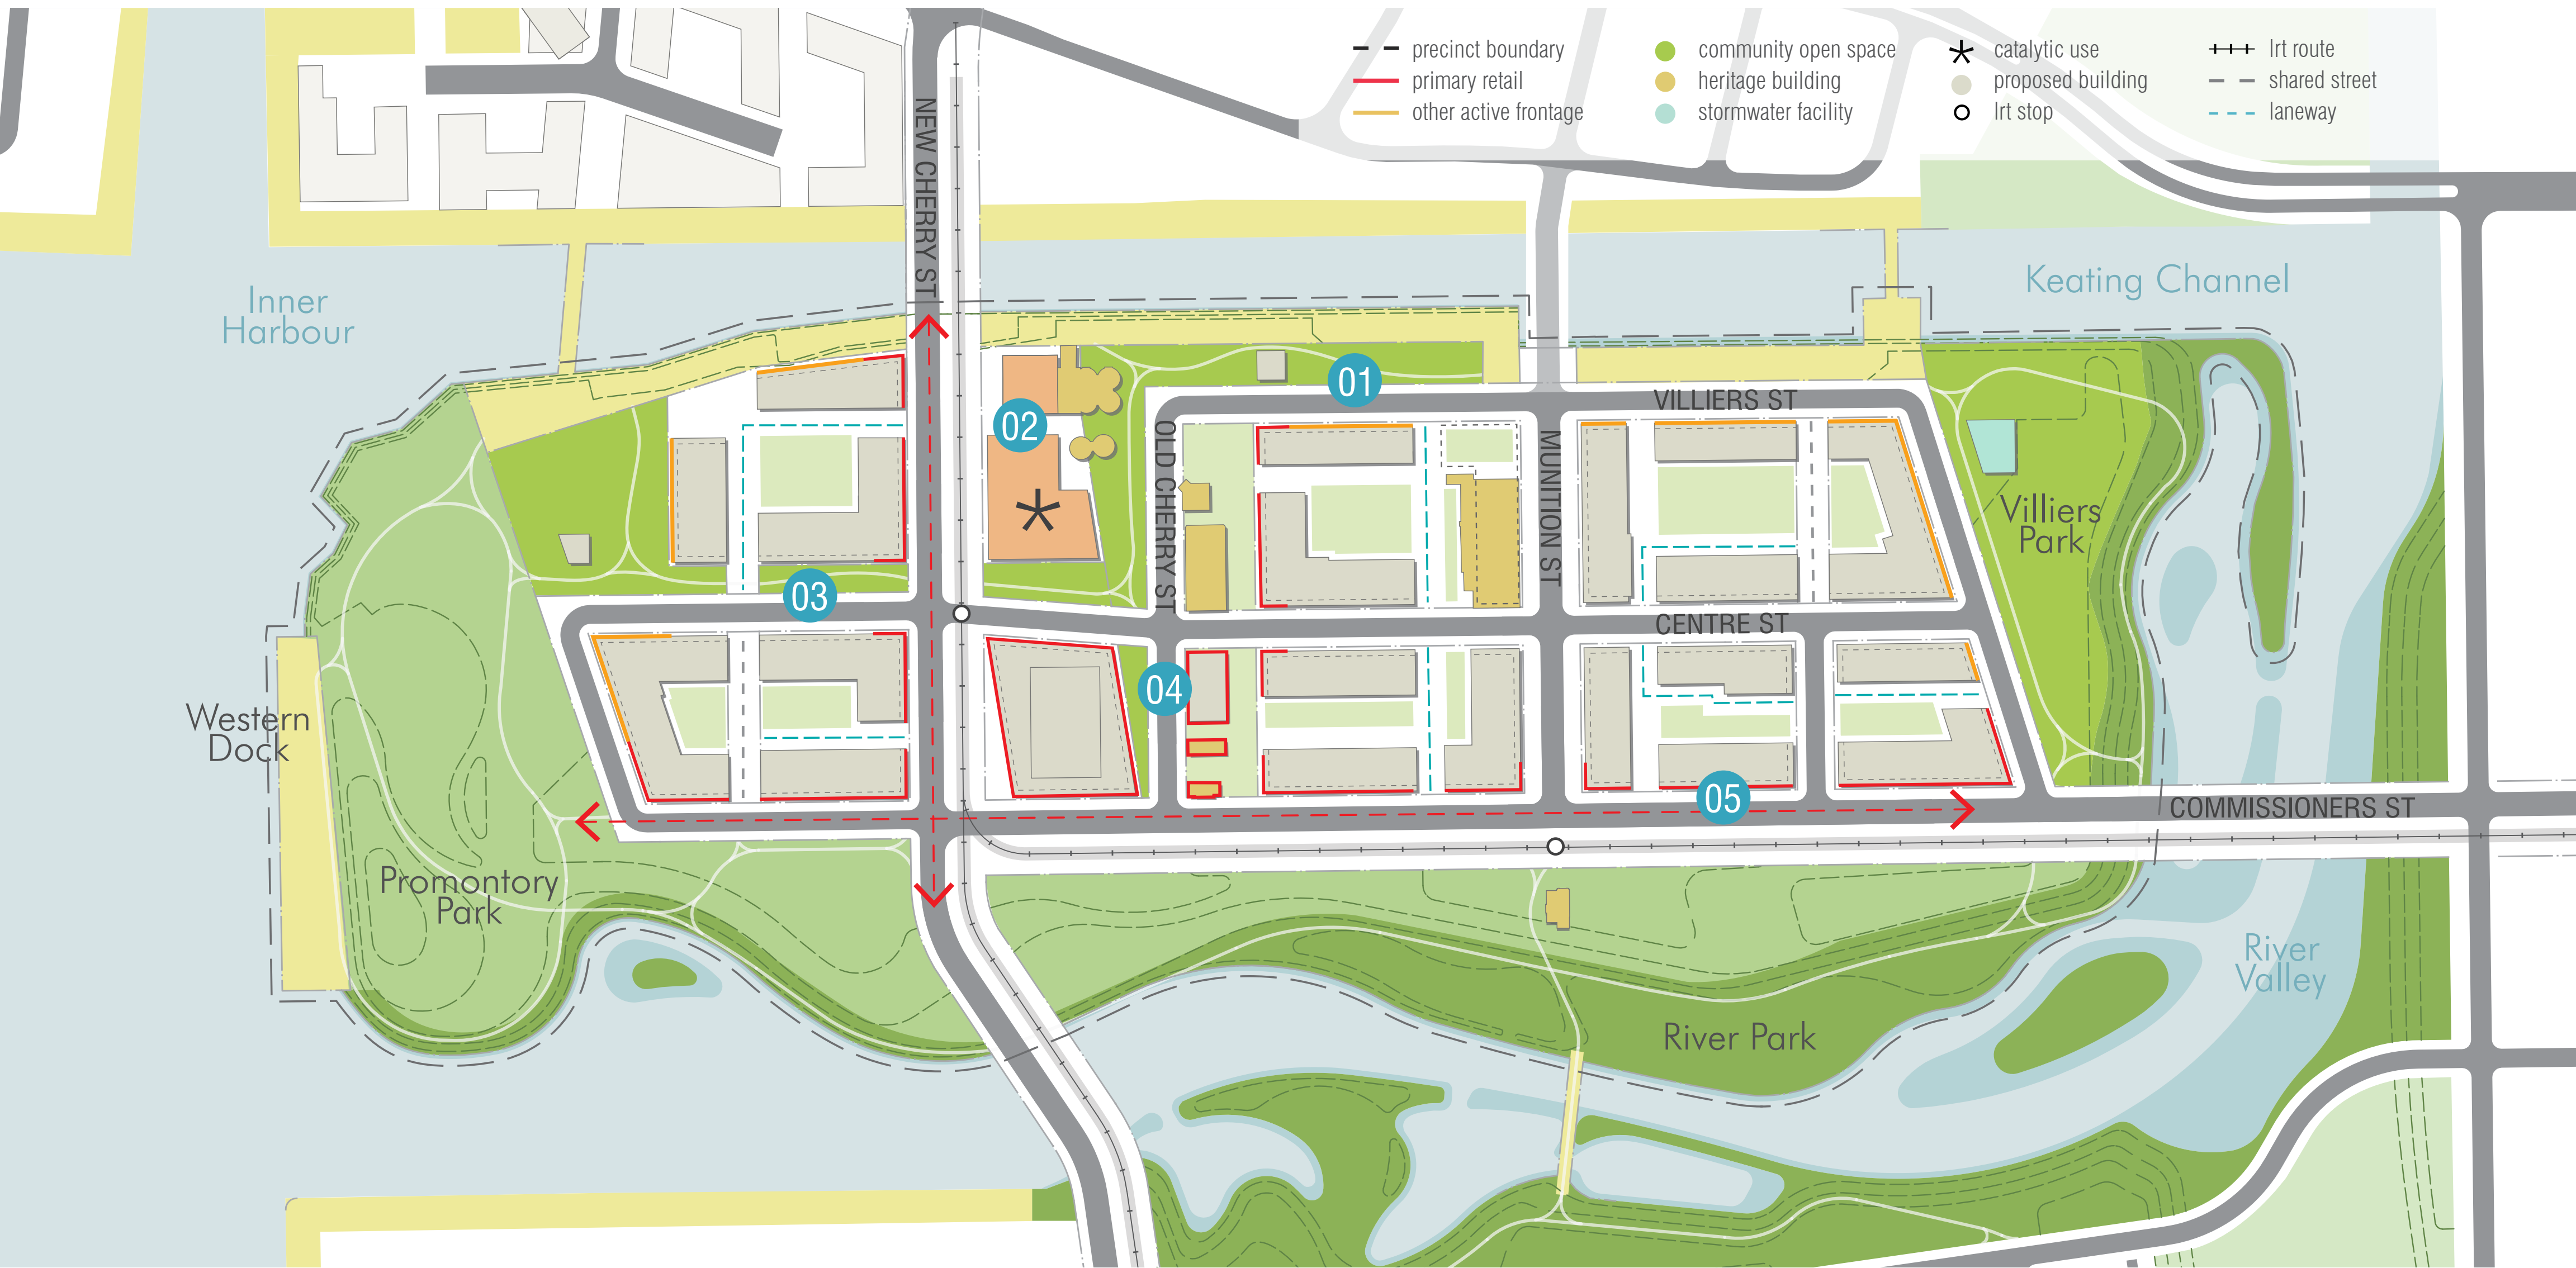 precinct boundary
primary retail
other active frontage
community open space
heritage building
stormwater facility
catalytic use
proposed building
lrt stop
lrt route
shared street
laneway
NEW CHERRY ST
Inner
Harbour
Keating Channel
01
02
VILLIERS ST
OLD CHERRY ST
MUNITION ST
Villiers
Park
03
CENTRE ST
04
Western
Dock
05
COMMISSIONERS ST
Promontory
Park
River
Valley
River Park